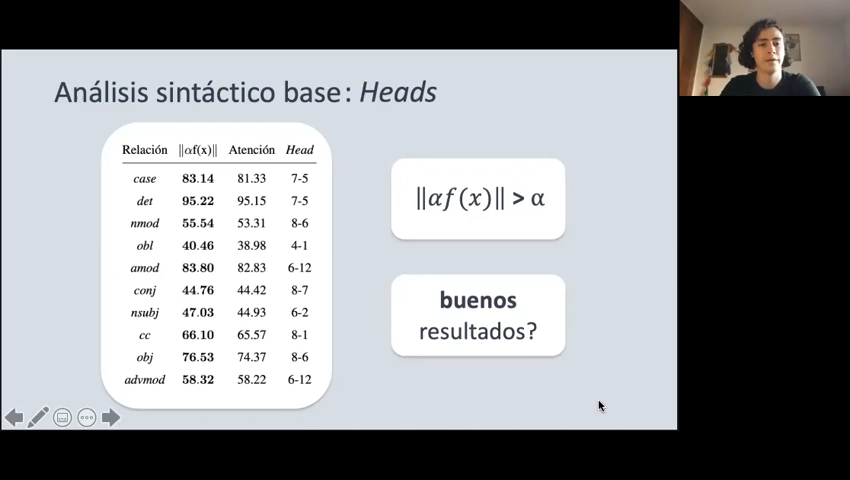 Análisis sintáctico base: Heads
Relación ||αf(x)|| Atención Head
case 83.14 81.33 7-5
det 95.22 95.15 7-5
nmod 55.54 53.31 8-6
obl 40.46 38.98 4-1
amod 83.80 82.83 6-12
conj 44.76 44.42 8-7
nsubj 47.03 44.93 6-2
cc 66.10 65.57 8-1
obj 76.53 74.37 8-6
advmod 58.32 58.22 6-12
||αf(x)|| > α
buenos
resultados?